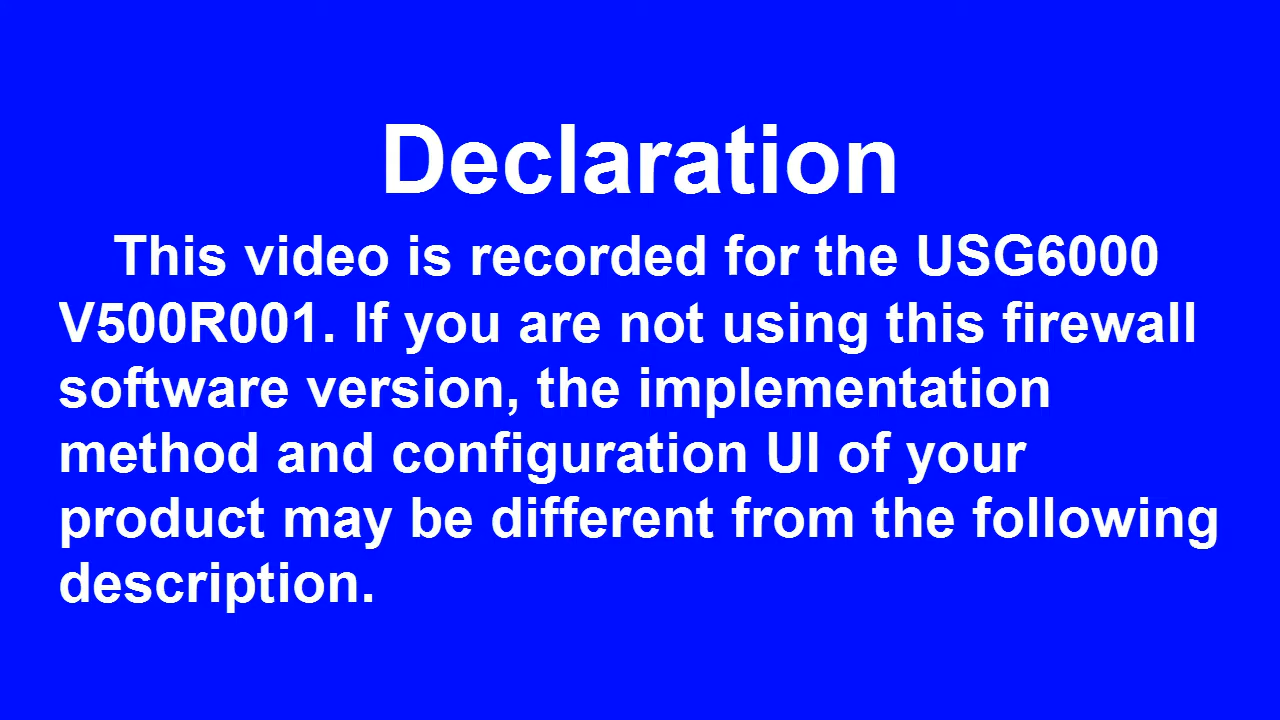 Declaration
This video is recorded for the USG6000
V500R001. If you are not using this firewall
software version, the implementation
method and configuration UI of your
product may be different from the following
description.